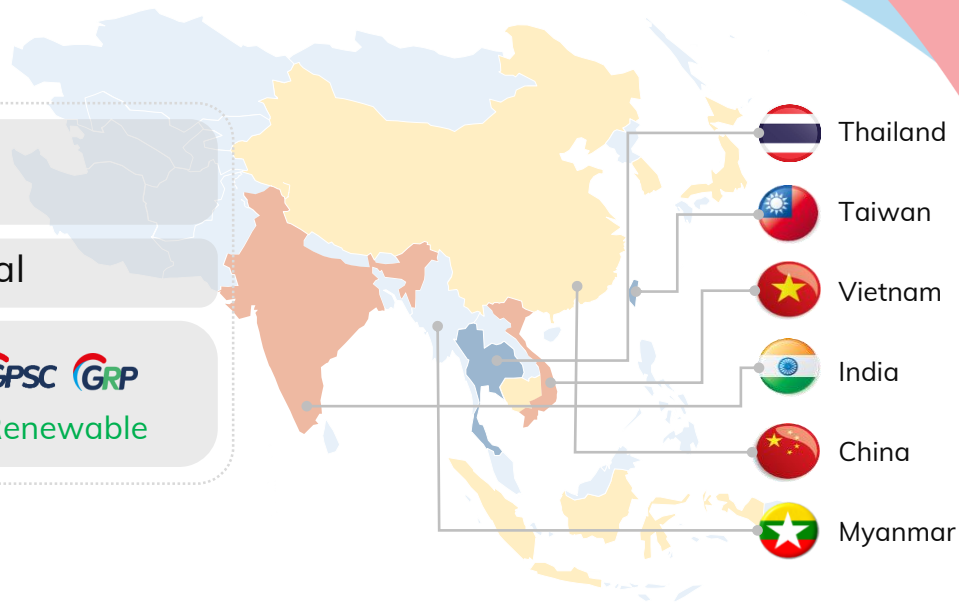 al
GPSC GRP
Renewable
Thailand
Taiwan
Vietnam
India
China
Myanmar